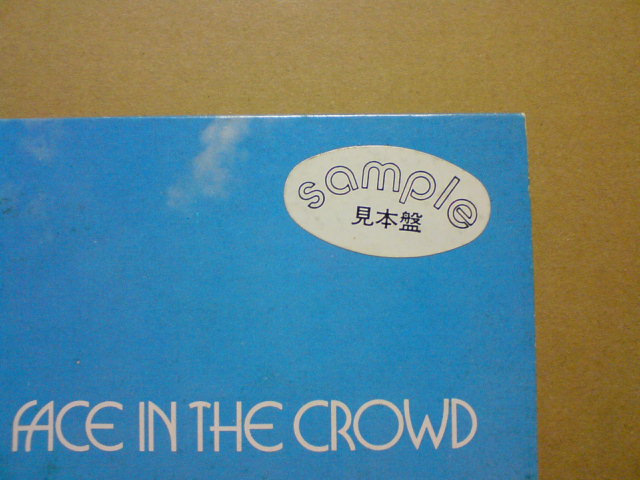 sample
見本盤
FACE IN THE CROWD